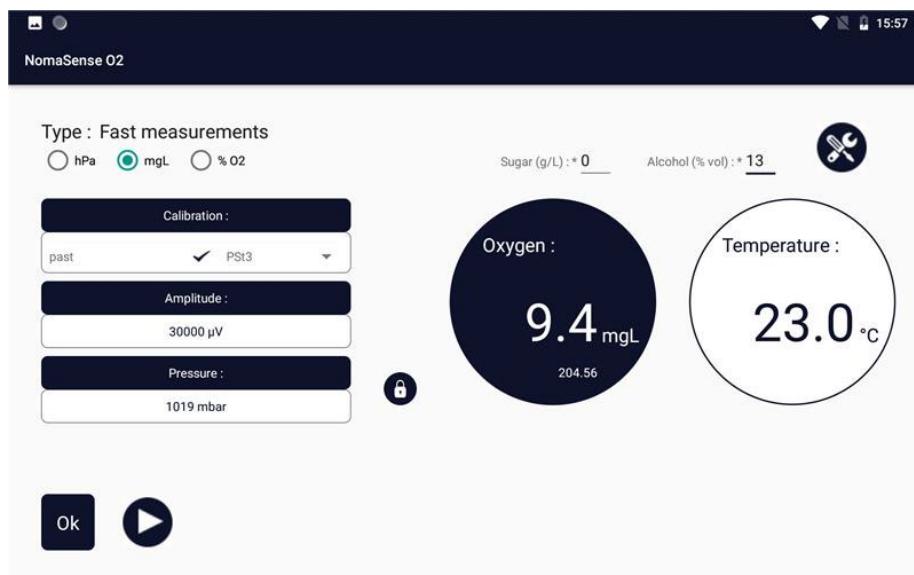 15:57
NomaSense O2
Type : Fast measurements
hPa mgL % O2
Sugar (g/L) : * 0 Alcohol (% vol) : * 13
Calibration :
past PSt3
Amplitude :
30000 µV
Pressure :
1019 mbar
Oxygen :
9.4 mgL
204.56
Temperature :
23.0 °C
Ok